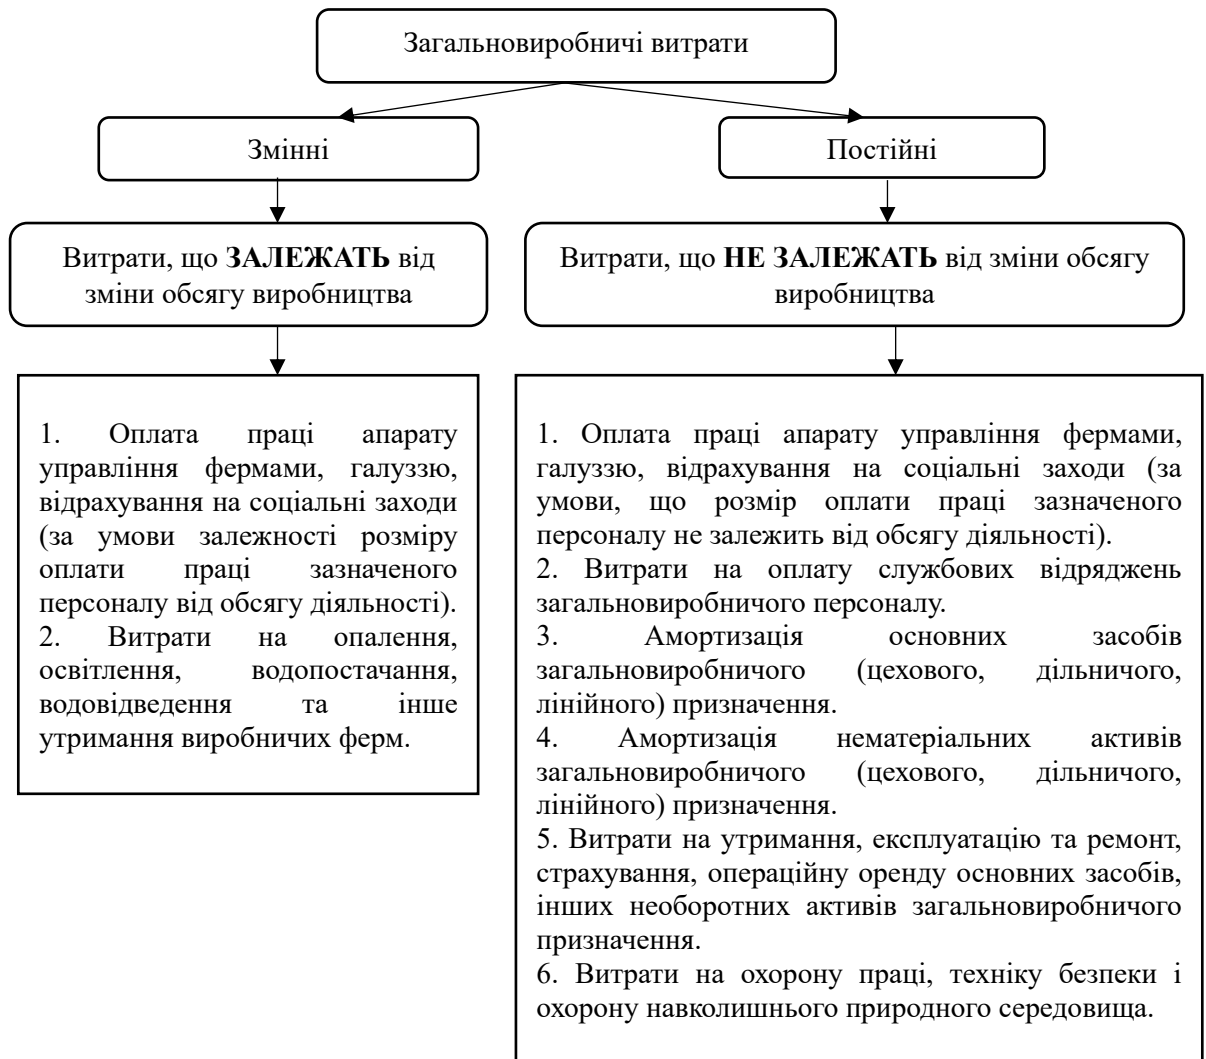 Загальновиробничі витрати
Змінні
Постійні
Витрати, що ЗАЛЕЖАТЬ від
зміни обсягу виробництва
Витрати, що НЕ ЗАЛЕЖАТЬ від зміни обсягу
виробництва
1. Оплата праці апарату
управління фермами, галуззю,
відрахування на соціальні заходи
(за умови залежності розміру
оплати праці зазначеного
персоналу від обсягу діяльності).
2. Витрати на опалення,
освітлення, водопостачання,
водовідведення та інше
утримання виробничих ферм.
1. Оплата праці апарату управління фермами,
галуззю, відрахування на соціальні заходи (за
умови, що розмір оплати праці зазначеного
персоналу не залежить від обсягу діяльності).
2. Витрати на оплату службових відряджень
загальновиробничого персоналу.
3. Амортизація основних засобів
загальновиробничого (цехового, дільничого,
лінійного) призначення.
4. Амортизація нематеріальних активів
загальновиробничого (цехового, дільничого,
лінійного) призначення.
5. Витрати на утримання, експлуатацію та ремонт,
страхування, операційну оренду основних засобів,
інших необоротних активів загальновиробничого
призначення.
6. Витрати на охорону праці, техніку безпеки і
охорону навколишнього природного середовища.